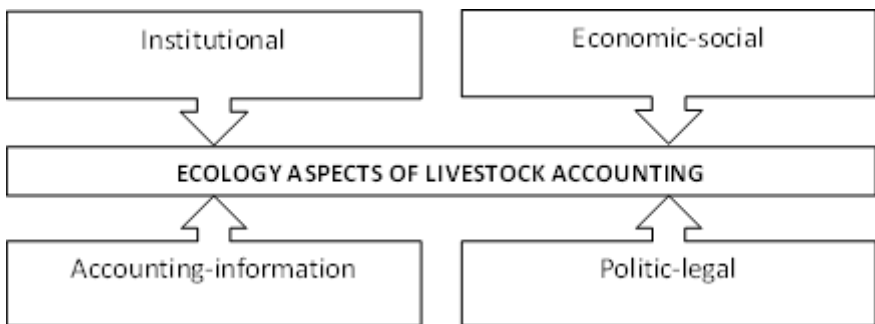 Institutional
Economic-social
ECOLOGY ASPECTS OF LIVESTOCK ACCOUNTING
Accounting-information
Politic-legal